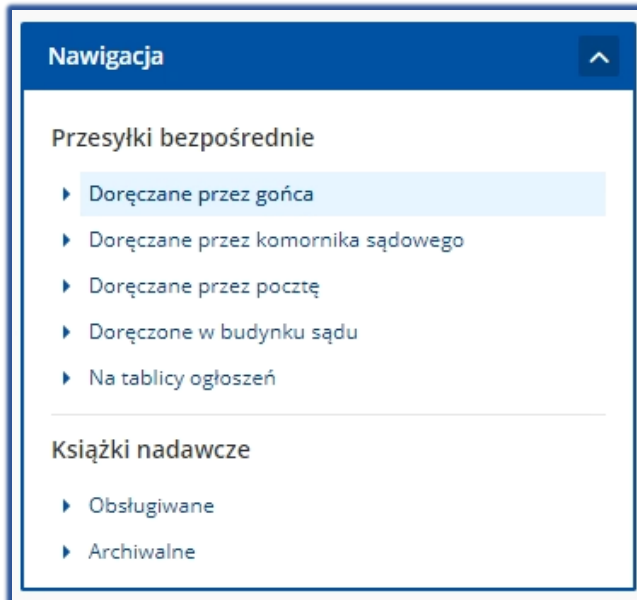 Nawigacja
Przesyłki bezpośrednie
Doręczane przez gońca
Doręczane przez komornika sądowego
Doręczane przez pocztę
Doręczone w budynku sądu
Na tablicy ogłoszeń
Książki nadawcze
Obsługiwane
Archiwalne